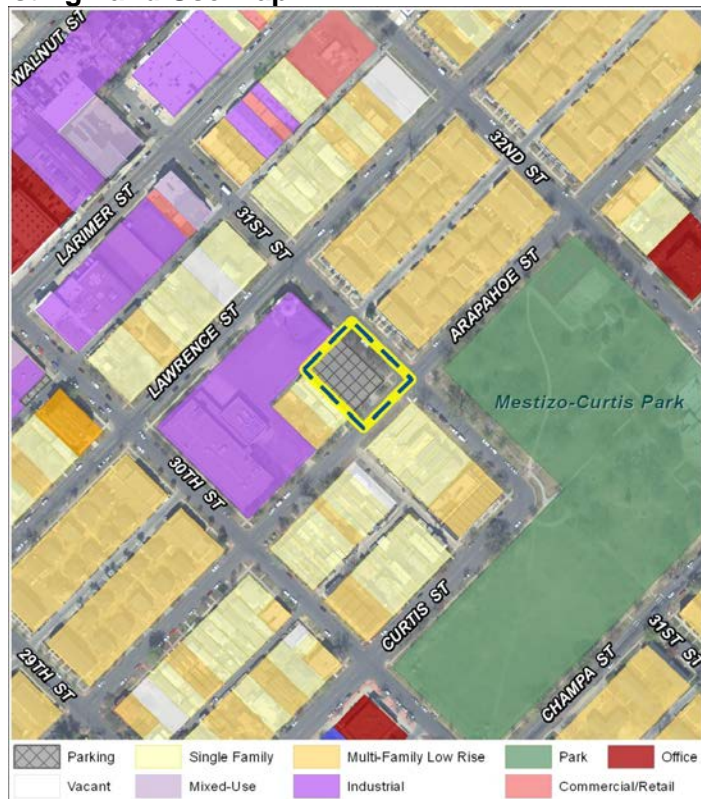 WALNUT ST
32ND ST
LARIMER ST
31ST ST
ARAPAHOE ST
LAWRENCE ST
Mestizo-Curtis Park
30TH ST
CURTIS ST
29TH ST
CHAMPA ST
31ST ST
Parking Single Family Multi-Family Low Rise Park Office
Vacant Mixed-Use Industrial Commercial/Retail